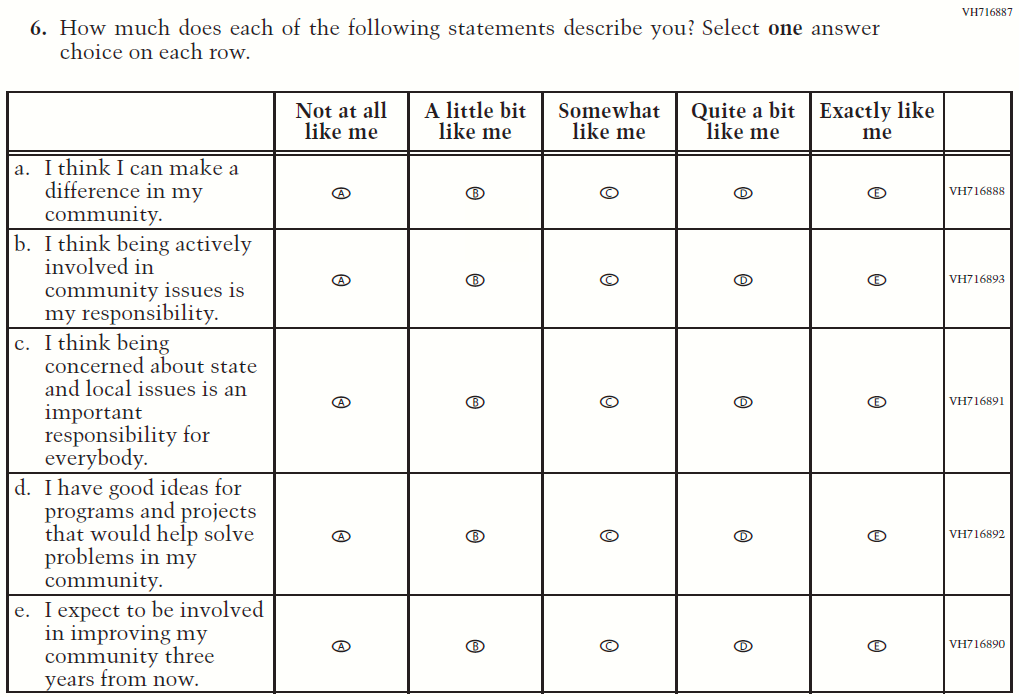 VH716887
6. How much does each of the following statements describe you? Select one answer
choice on each row.
Not at all
like me
A little bit
like me
Somewhat
like me
Quite a bit
like me
Exactly like
me
a. I think I can make a
difference in my
community.
A B C D E VH716888
b. I think being actively
involved in
community issues is
my responsibility.
A B C D E VH716893
c. I think being
concerned about state
and local issues is an
important
responsibility for
everybody.
A B C D E VH716891
d. I have good ideas for
programs and projects
that would help solve
problems in my
community.
A B C D E VH716892
e. I expect to be involved
in improving my
community three
years from now.
A B C D E VH716890